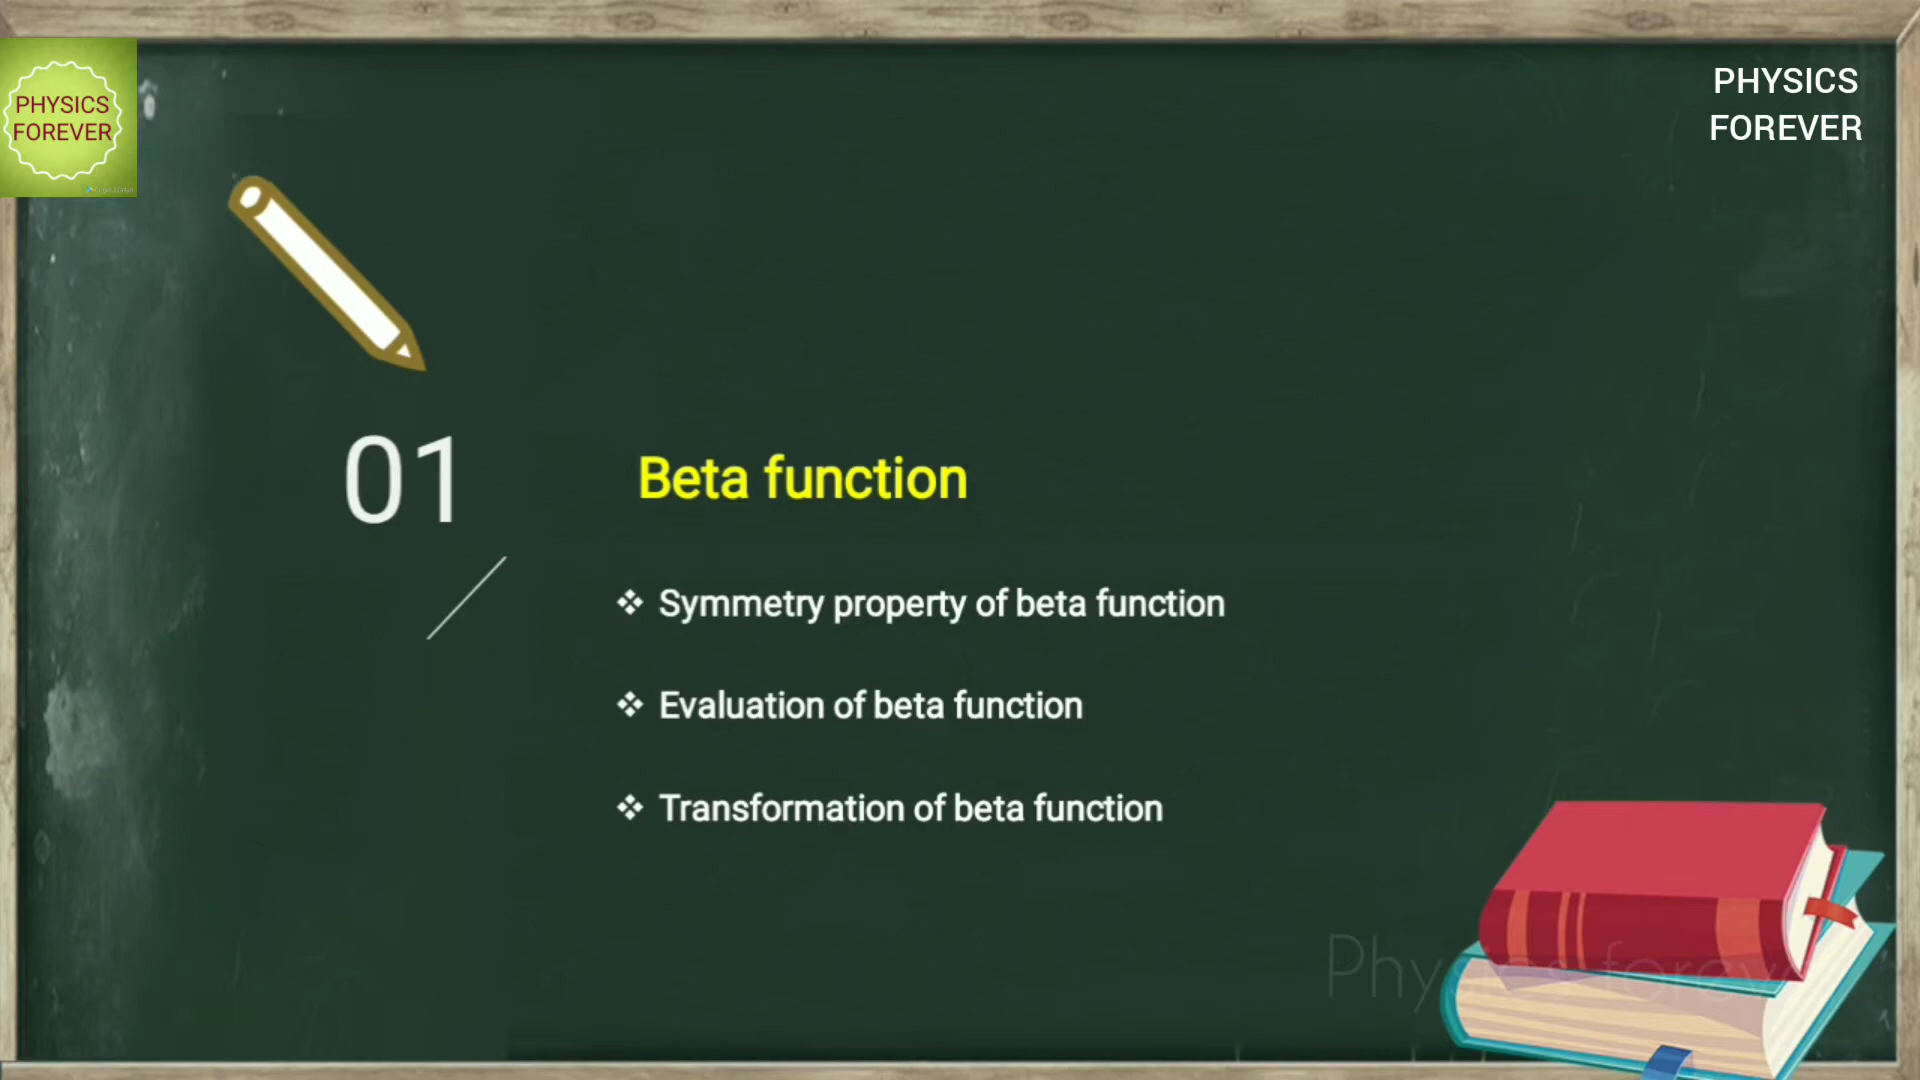 PHYSICS
FOREVER
PHYSICS
FOREVER
01
Beta function
❖ Symmetry property of beta function
❖ Evaluation of beta function
❖ Transformation of beta function